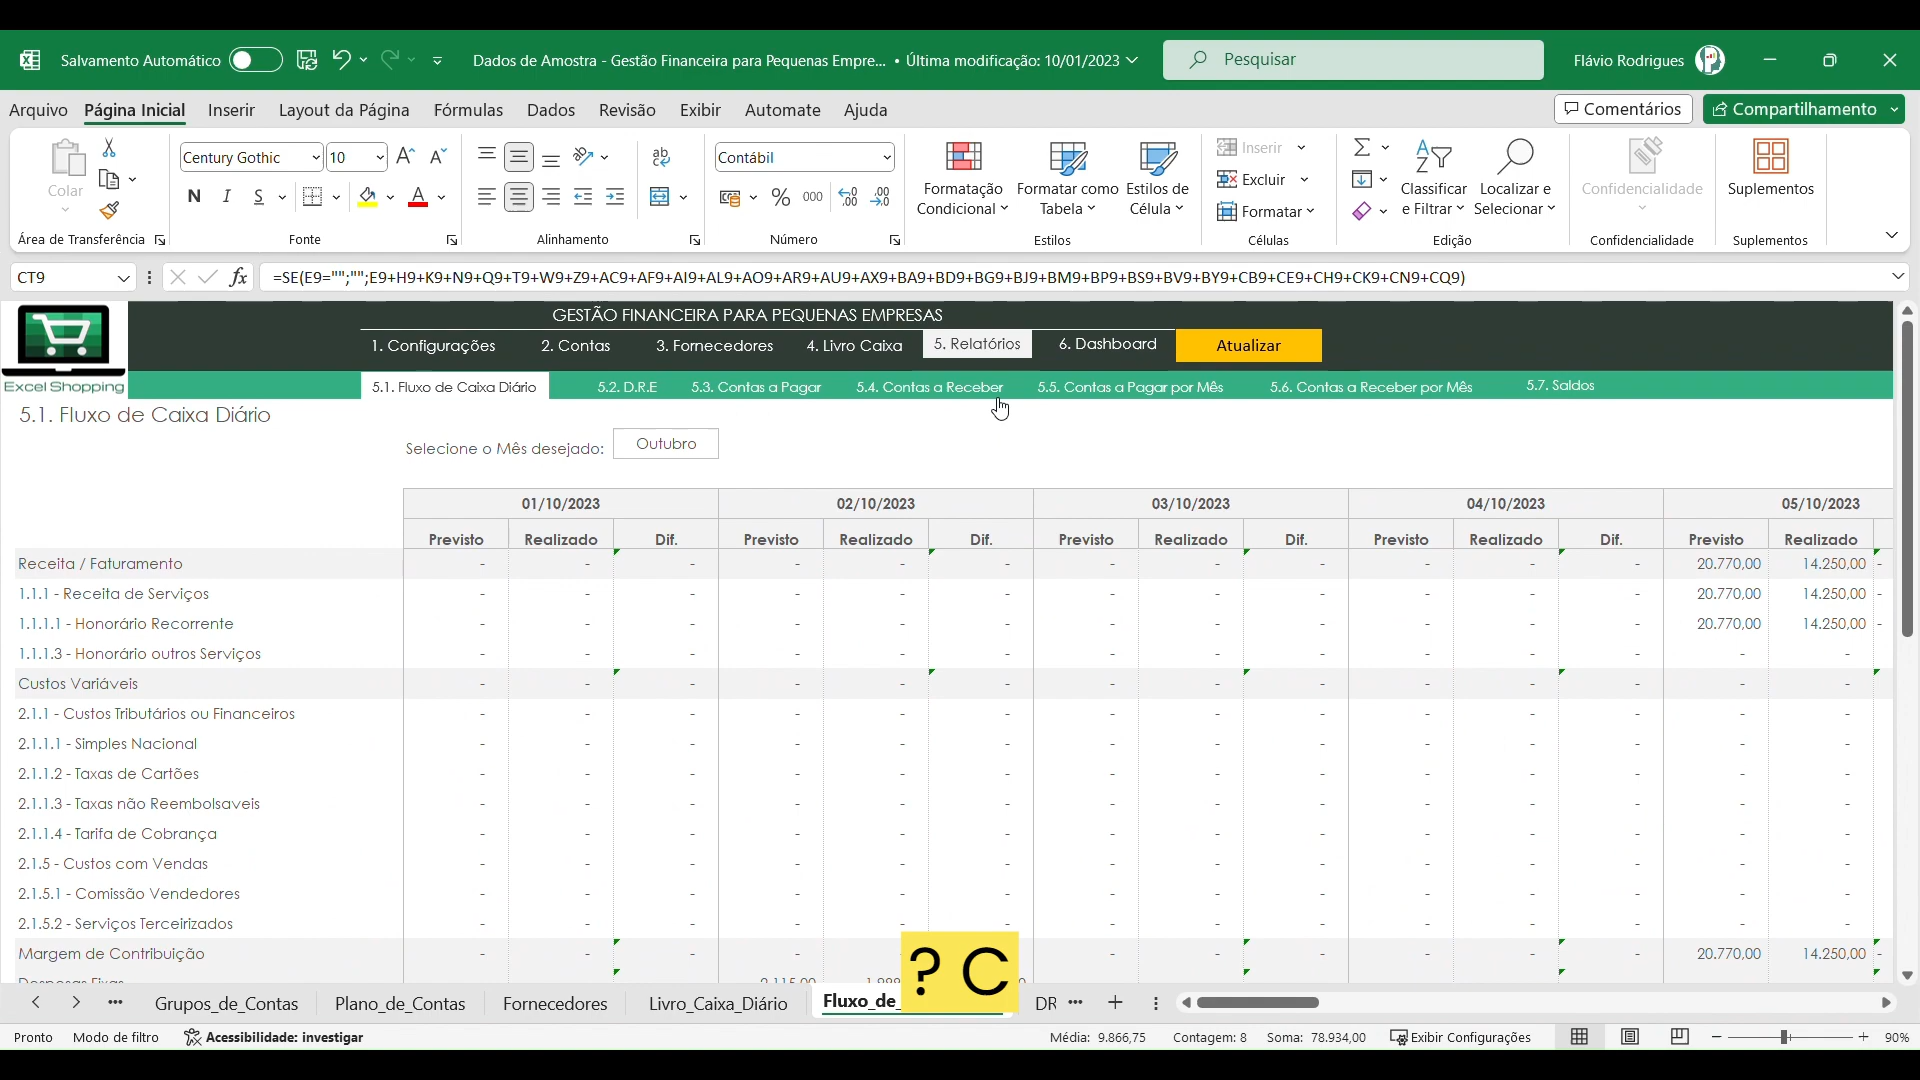 Salvamento Automático
Dados de Amostra - Gestão Financeira para Pequenas Empre... • Última modificação: 10/01/2023
Pesquisar
Flávio Rodrigues
Arquivo Página Inicial Inserir Layout da Página Fórmulas Dados Revisão Exibir Automate Ajuda
Comentários Compartilhamento
Colar
Área de Transferência
Century Gothic 10
N I S
Fonte
Alinhamento
Contábil
% 000
Número
Formatação Condicional
Formatar como Tabela
Estilos de Célula
Estilos
Inserir
Excluir
Formatar
Células
Classificar e Filtrar
Localizar e Selecionar
Edição
Confidencialidade
Confidencialidade
Suplementos
Suplementos
CT9 fx =SE(E9="";"";E9+H9+K9+N9+Q9+T9+W9+Z9+AC9+AF9+AI9+AL9+AO9+AR9+AU9+AX9+BA9+BD9+BG9+BJ9+BM9+BP9+BS9+BV9+BY9+CB9+CE9+CH9+CK9+CN9+CQ9)
Excel Shopping
GESTÃO FINANCEIRA PARA PEQUENAS EMPRESAS
1. Configurações 2. Contas 3. Fornecedores 4. Livro Caixa 5. Relatórios 6. Dashboard Atualizar
5.1. Fluxo de Caixa Diário 5.2. D.R.E 5.3. Contas a Pagar 5.4. Contas a Receber 5.5. Contas a Pagar por Mês 5.6. Contas a Receber por Mês 5.7. Saldos
5.1. Fluxo de Caixa Diário
Selecione o Mês desejado: Outubro
01/10/2023 02/10/2023 03/10/2023 04/10/2023 05/10/2023
Previsto Realizado Dif. Previsto Realizado Dif. Previsto Realizado Dif. Previsto Realizado Dif. Previsto Realizado
Receita / Faturamento - - - - - - - - - - - - 20.770,00 14.250,00 -
1.1.1 - Receita de Serviços - - - - - - - - - - - - 20.770,00 14.250,00 -
1.1.1.1 - Honorário Recorrente - - - - - - - - - - - - 20.770,00 14.250,00 -
1.1.1.3 - Honorário outros Serviços - - - - - - - - - - - - - -
Custos Variáveis - - - - - - - - - - - - - -
2.1.1 - Custos Tributários ou Financeiros - - - - - - - - - - - - - -
2.1.1.1 - Simples Nacional - - - - - - - - - - - - - -
2.1.1.2 - Taxas de Cartões - - - - - - - - - - - - - -
2.1.1.3 - Taxas não Reembolsaveis - - - - - - - - - - - - - -
2.1.1.4 - Tarifa de Cobrança - - - - - - - - - - - - - -
2.1.5 - Custos com Vendas - - - - - - - - - - - - - -
2.1.5.1 - Comissão Vendedores - - - - - - - - - - - - - -
2.1.5.2 - Serviços Terceirizados - - - - - - - - - - - - - -
Margem de Contribuição - - - - - - - - - - - 20.770,00 14.250,00 -
? C
Grupos_de_Contas Plano_de_Contas Fornecedores Livro_Caixa_Diário Fluxo_de_ DR
Pronto Modo de filtro Acessibilidade: investigar Média: 9.866,75 Contagem: 8 Soma: 78.934,00 Exibir Configurações 90%